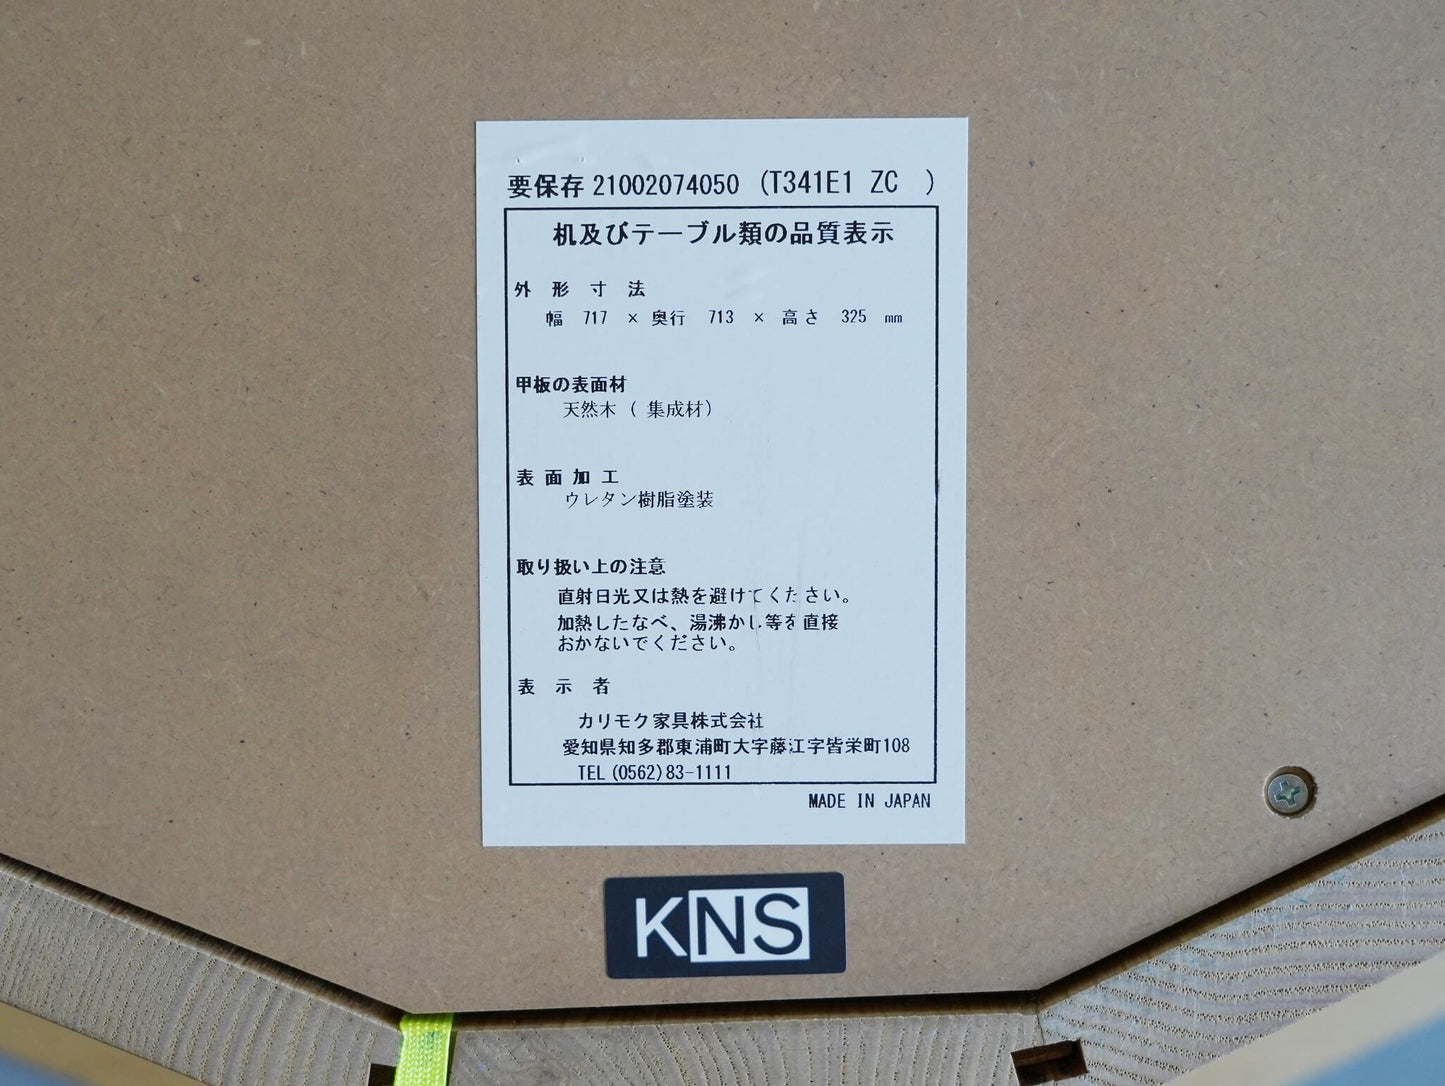 要保存 21002074050 (T341E1 ZC )
机及びテーブル類の品質表示
外形寸法
幅 717 × 奥行 713 × 高さ 325 mm
甲板の表面材
天然木 ( 集成材)
表面加工
ウレタン樹脂塗装
取り扱い上の注意
直射日光又は熱を避けてください。
加熱したなべ、湯沸かし等を直接
おかないでください。
表示者
カリモク家具株式会社
愛知県知多郡東浦町大字藤江字皆栄町108
TEL (0562)83-1111
MADE IN JAPAN
KNS